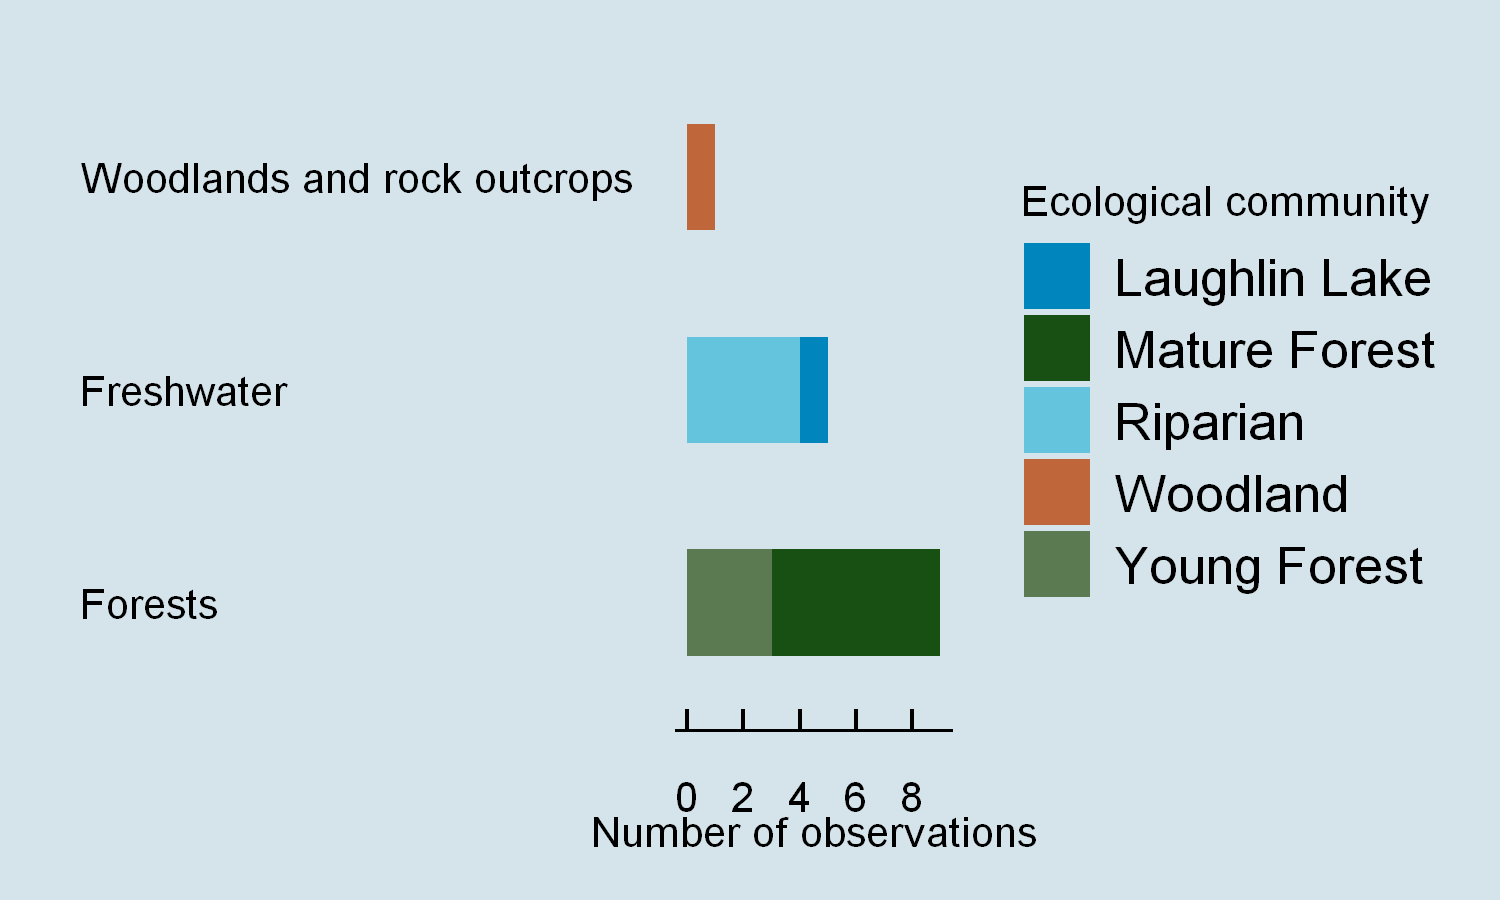 Woodlands and rock outcrops
Freshwater
Forests
0 2 4 6 8
Number of observations
Ecological community
Laughlin Lake
Mature Forest
Riparian
Woodland
Young Forest